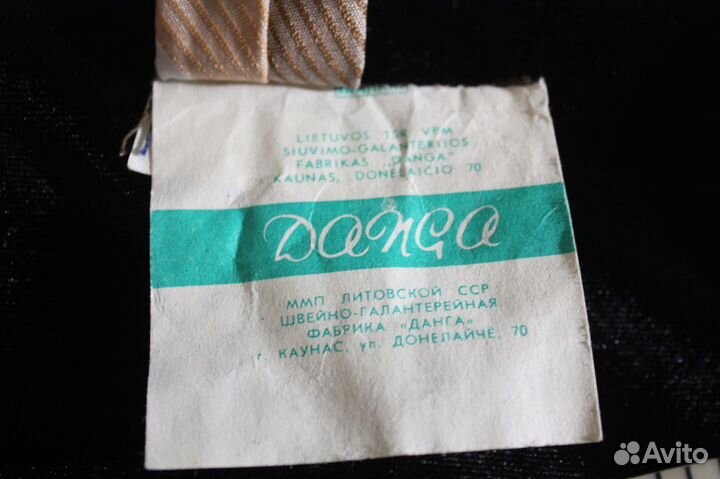 LIETUVOS TSR VPM
SIUVIMO-GALANTERIJOS
FABRIKAS „DANGA"
KAUNAS, DONELAIČIO 70
DANGA
ММП ЛИТОВСКОЙ ССР
ШВЕЙНО-ГАЛАНТЕРЕЙНАЯ
ФАБРИКА «ДАНГА»
г. КАУНАС, ул. ДОНЕЛАЙЧЕ, 70
Avito